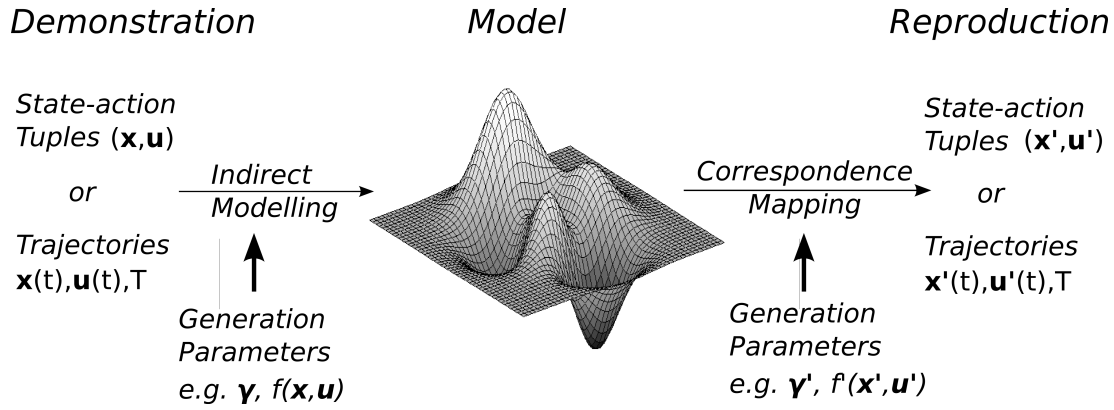 Demonstration
Model
Reproduction
State-action
Tuples (x,u)
or
Trajectories
x(t),u(t),T
Indirect
Modelling
Generation
Parameters
e.g. γ, f(x,u)
Correspondence
Mapping
Generation
Parameters
e.g. γ', f'(x',u')
State-action
Tuples (x',u')
or
Trajectories
x'(t),u'(t),T